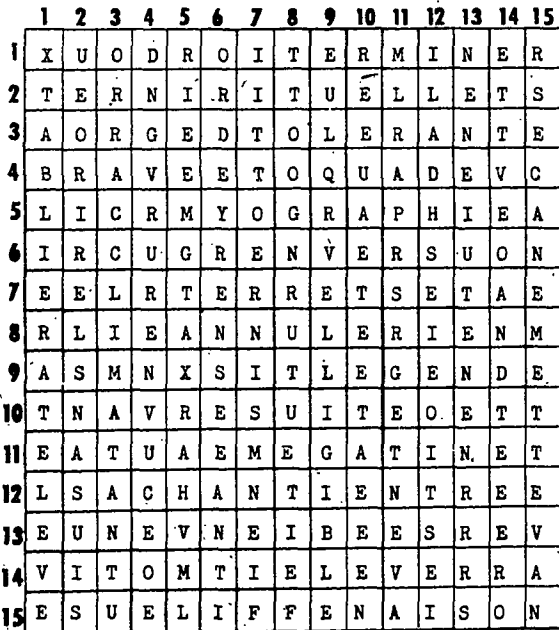 1 2 3 4 5 6 7 8 9 10 11 12 13 14 15
1 X U O D R O I T E R M I N E R
2 T E R N I R I T U E L L E T S
3 A O R G E D T O L E R A N T E
4 B R A V E E T O Q U A D E V C
5 L I C R M Y O G R A P H I E A
6 I R C U G R E N V E R S U O N
7 E E L R T E R R E T S E T A E
8 R L I E A N N U L E R I E N M
9 A S M N X S I T L E G E N D E
10 T N A V R E S U I T E O E T T
11 E A T U A E M E G A T I N E T
12 L S A C H A N T I E N T R E E
13 E U N E V N E I B E E S R E V
14 V I T O M T I E L E V E R R A
15 E S U E L I F F E N A I S O N